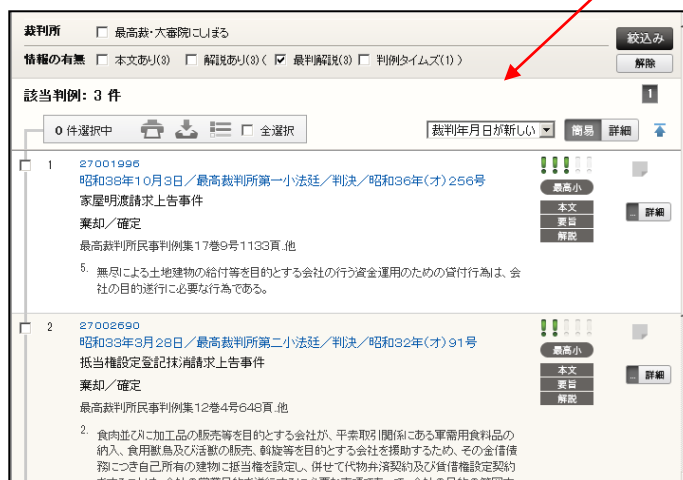 裁判所 最高裁・大審院にしぼる 絞込み
情報の有無 本文あり(3) 解説あり(3) ( 最判解説(3) 判例タイムズ(1) ) 解除
該当判例: 3 件 1
0 件選択中 全選択 裁判年月日が新しい 簡易 詳細
1 27001996
昭和38年10月3日／最高裁判所第一小法廷／判決／昭和36年(オ)256号
最高小
家屋明渡請求上告事件
本文
要旨
解説
... 詳細
棄却／確定
最高裁判所民事判例集17巻9号1133頁 他
5. 無尽による土地建物の給付等を目的とする会社の行う資金運用のための貸付行為は、会
社の目的遂行に必要な行為である。
2 27002690
昭和33年3月28日／最高裁判所第二小法廷／判決／昭和32年(オ)91号
最高小
抵当権設定登記抹消請求上告事件
本文
要旨
解説
... 詳細
棄却／確定
最高裁判所民事判例集12巻4号648頁 他
2. 食肉並びに加工品の販売等を目的とする会社が、平素取引関係にある軍需用食料品の
納入、食用獣鳥及び活獣の販売、斡旋等を目的とする会社を援助するため、その金借債
務につき自己所有の建物に抵当権を設定し、併せて代物弁済契約及び賃借権設定契約